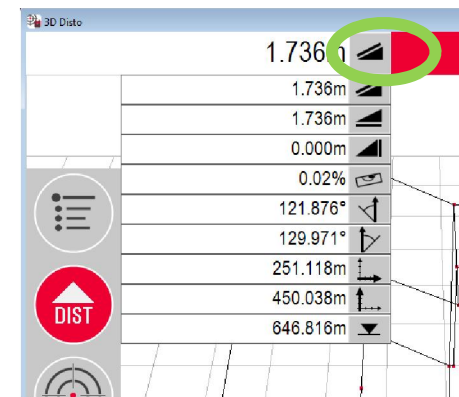 3D Disto
1.736m
1.736m
1.736m
0.000m
0.02%
121.876°
129.971°
251.118m
450.038m
646.816m
DIST